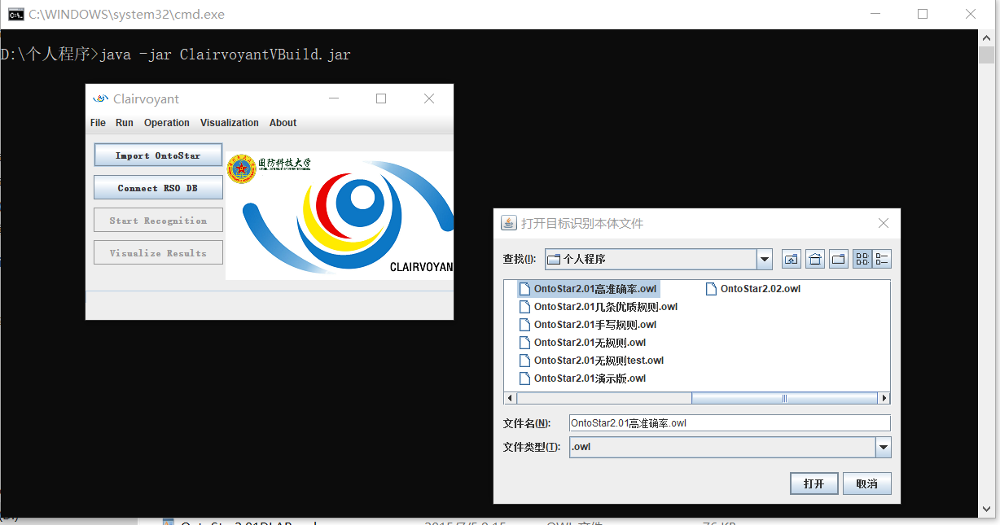 C:\WINDOWS\system32\cmd.exe
D:\个人程序>java -jar ClairvoyantVBuild.jar
Clairvoyant
File Run Operation Visualization About
Import OntoStar
Connect RSO DB
Start Recognition
Visualize Results
国防科技大学
CLAIRVOYAN
打开目标识别本体文件
查找(I): 个人程序
OntoStar2.01高准确率.owl
OntoStar2.01几条优质规则.owl
OntoStar2.01手写规则.owl
OntoStar2.01无规则.owl
OntoStar2.01无规则test.owl
OntoStar2.01演示版.owl
OntoStar2.02.owl
文件名(N): OntoStar2.01高准确率.owl
文件类型(T): .owl
打开 取消